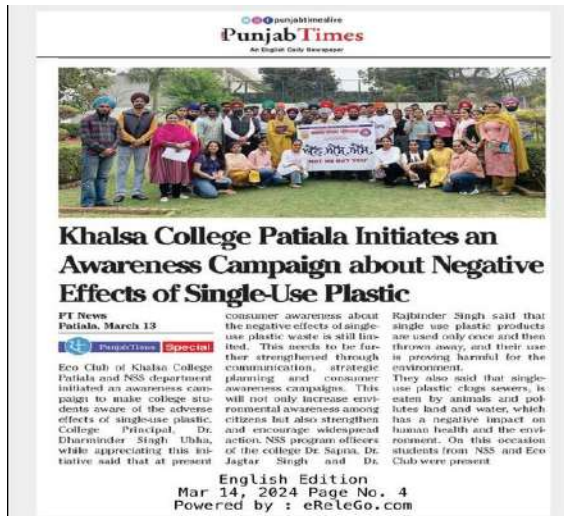 punjabtimeslive
PunjabTimes
An English Daily Newspaper
NOT ME BUT YOU
Khalsa College Patiala Initiates an
Awareness Campaign about Negative
Effects of Single-Use Plastic
PT News
Patiala, March 13
PunjabTimes Special
Eco Club of Khalsa College
Patiala and NSS department
initiated an awareness cam-
paign to make college stu-
dents aware of the adverse
effects of single-use plastic.
College Principal, Dr.
Dharminder Singh Ubha,
while appreciating this ini-
tiative said that at present
consumer awareness about
the negative effects of single-
use plastic waste is still lim-
ited. This needs to be fur-
ther strengthened through
communication, strategic
planning and consumer
awareness campaigns. This
will not only increase envi-
ronmental awareness among
citizens but also strengthen
and encourage widespread
action. NSS program officers
of the college Dr. Sapna, Dr.
Jagtar Singh and Dr.
Rajbinder Singh said that
single use plastic products
are used only once and then
thrown away, and their use
is proving harmful for the
environment.
They also said that single-
use plastic clogs sewers, is
eaten by animals and pol-
lutes land and water, which
has a negative impact on
human health and the envi-
ronment. On this occasion
students from NSS and Eco
Club were present
English Edition
Mar 14, 2024 Page No. 4
Powered by : eReleGo.com